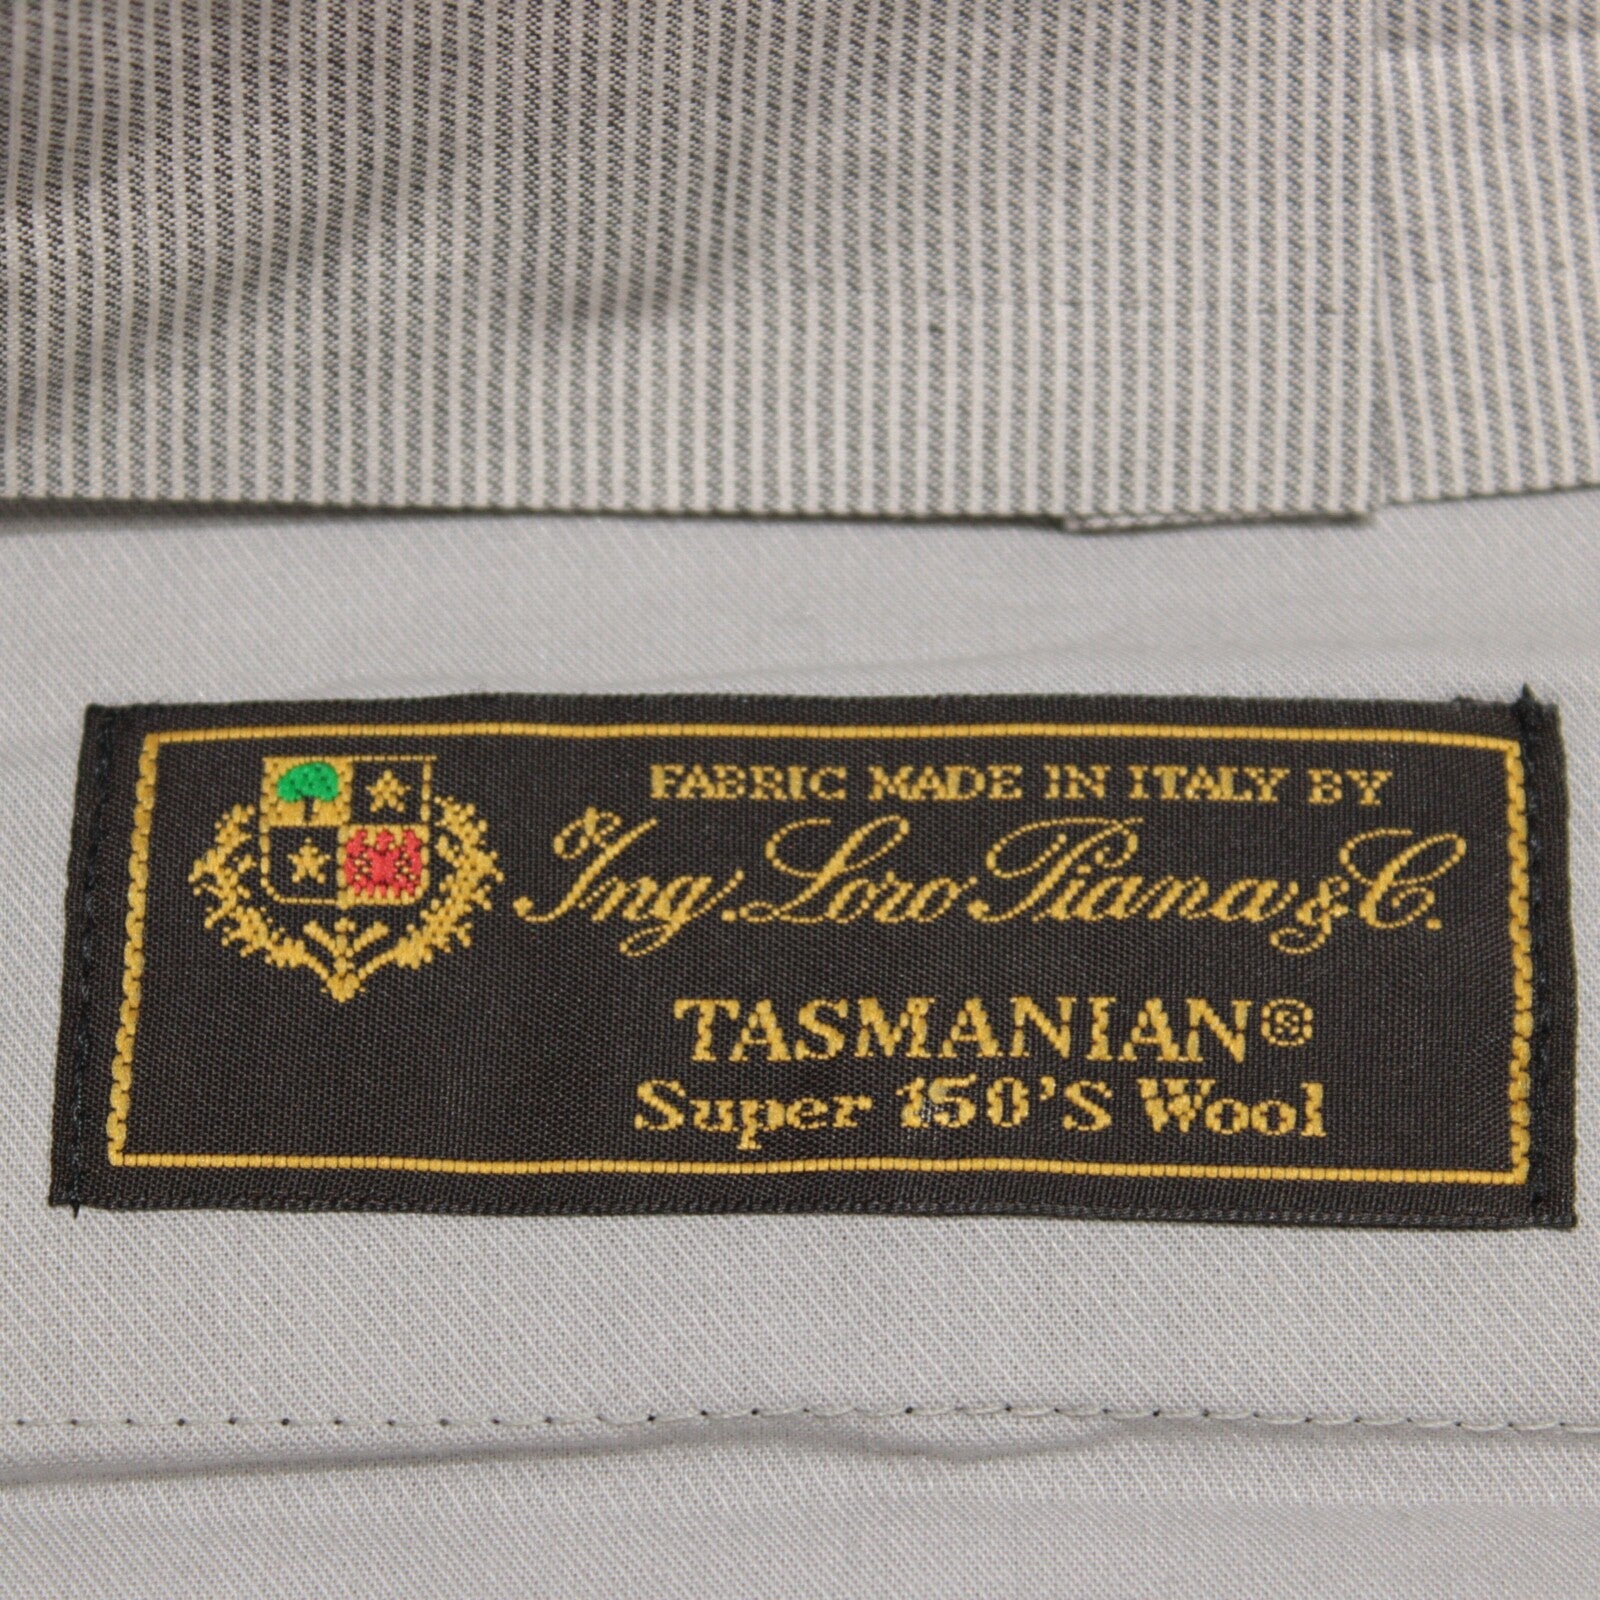 FABRIC MADE IN ITALY BY
Ing. Loro Piana & C.
TASMANIAN®
Super 150'S Wool